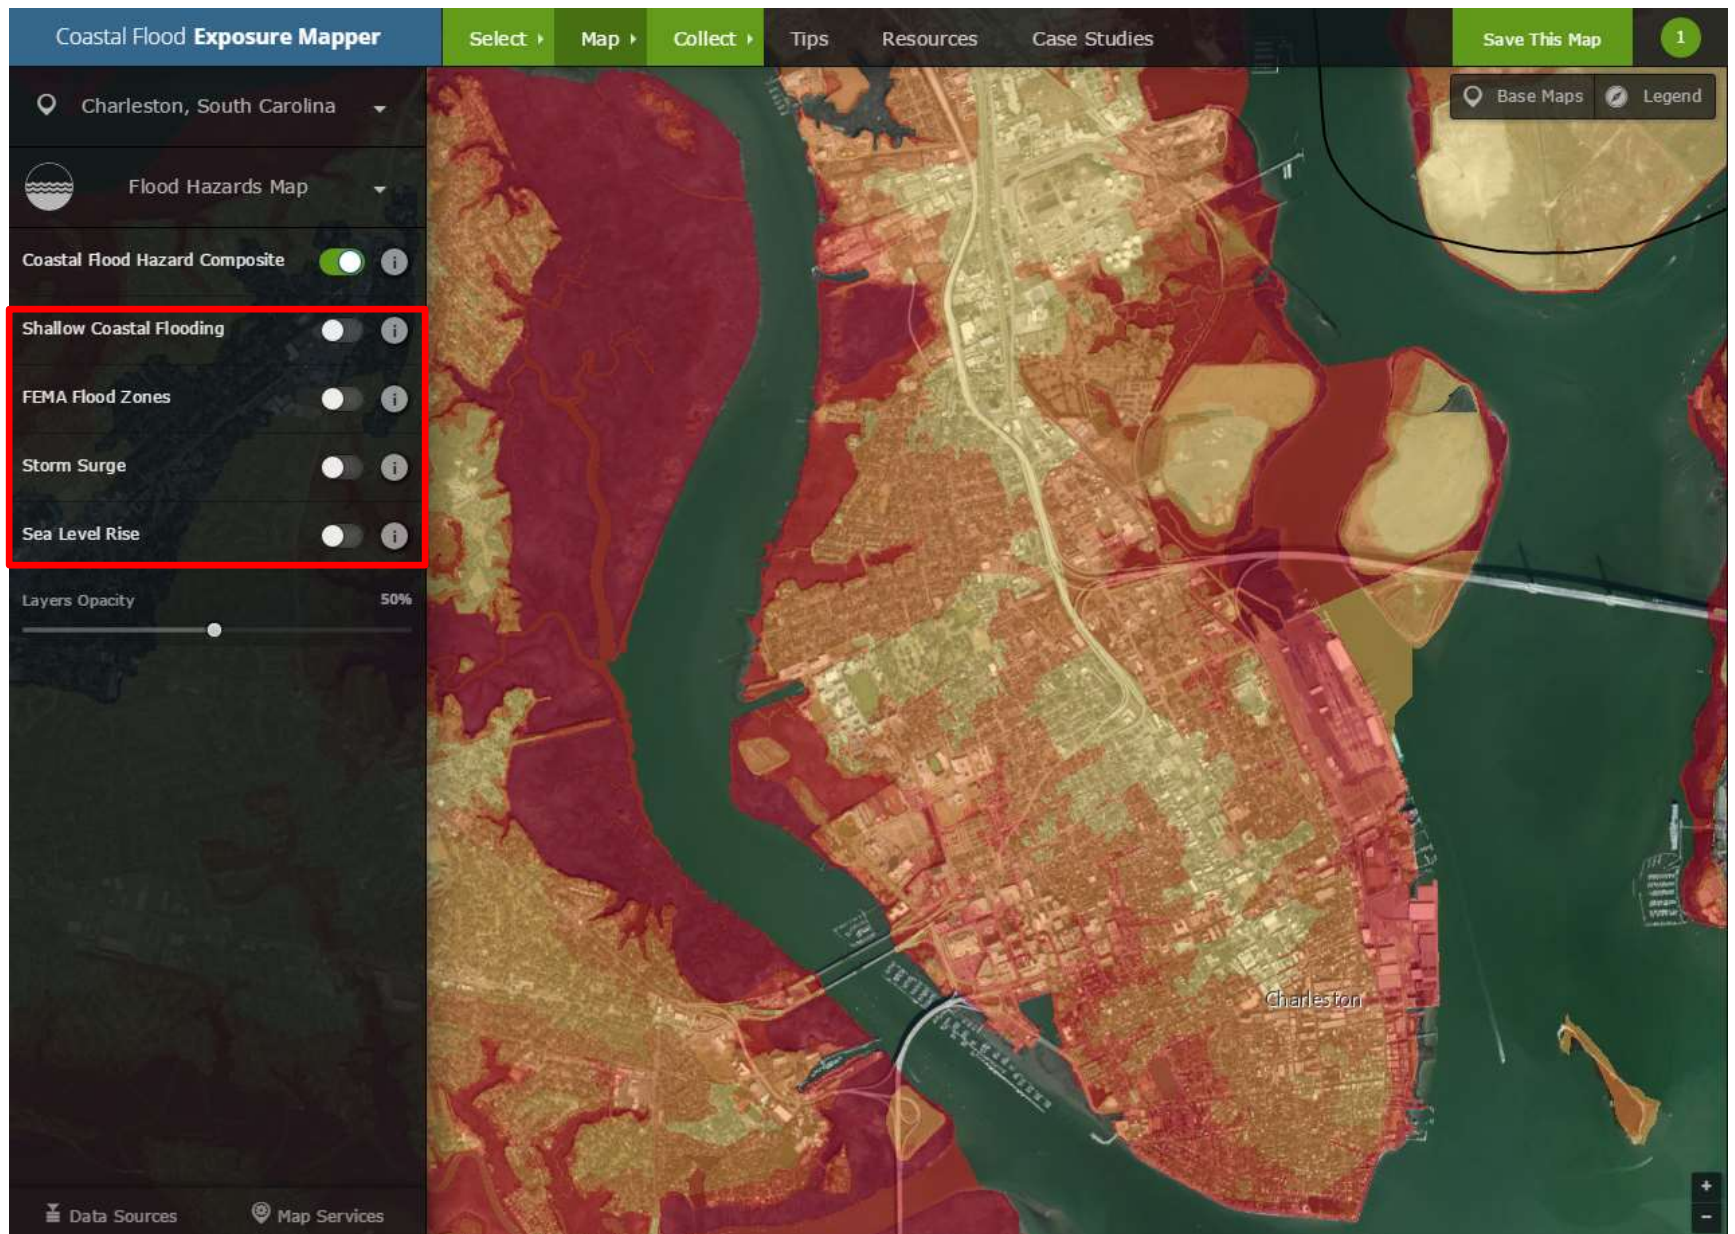 Coastal Flood Exposure Mapper
Select Map Collect Tips Resources Case Studies
Save This Map 1
Charleston, South Carolina
Base Maps Legend
Flood Hazards Map
Coastal Flood Hazard Composite i
Shallow Coastal Flooding i
FEMA Flood Zones i
Storm Surge i
Sea Level Rise i
Layers Opacity 50%
Charleston
+
−
Data Sources Map Services